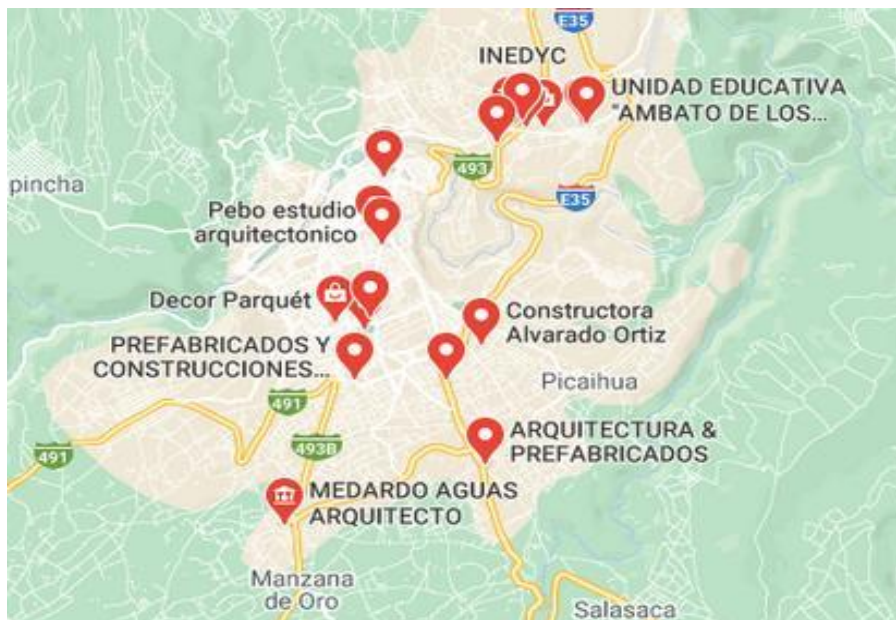 E35
INEDYC
UNIDAD EDUCATIVA
"AMBATO DE LOS...
493
pincha
E35
Pebo estudio
arquitectonico
Decor Parquét
Constructora
Alvarado Ortiz
PREFABRICADOS Y
CONSTRUCCIONES...
Picaihua
491
ARQUITECTURA &
PREFABRICADOS
493B
491
MEDARDO AGUAS
ARQUITECTO
Manzana
de Oro
Salasaca